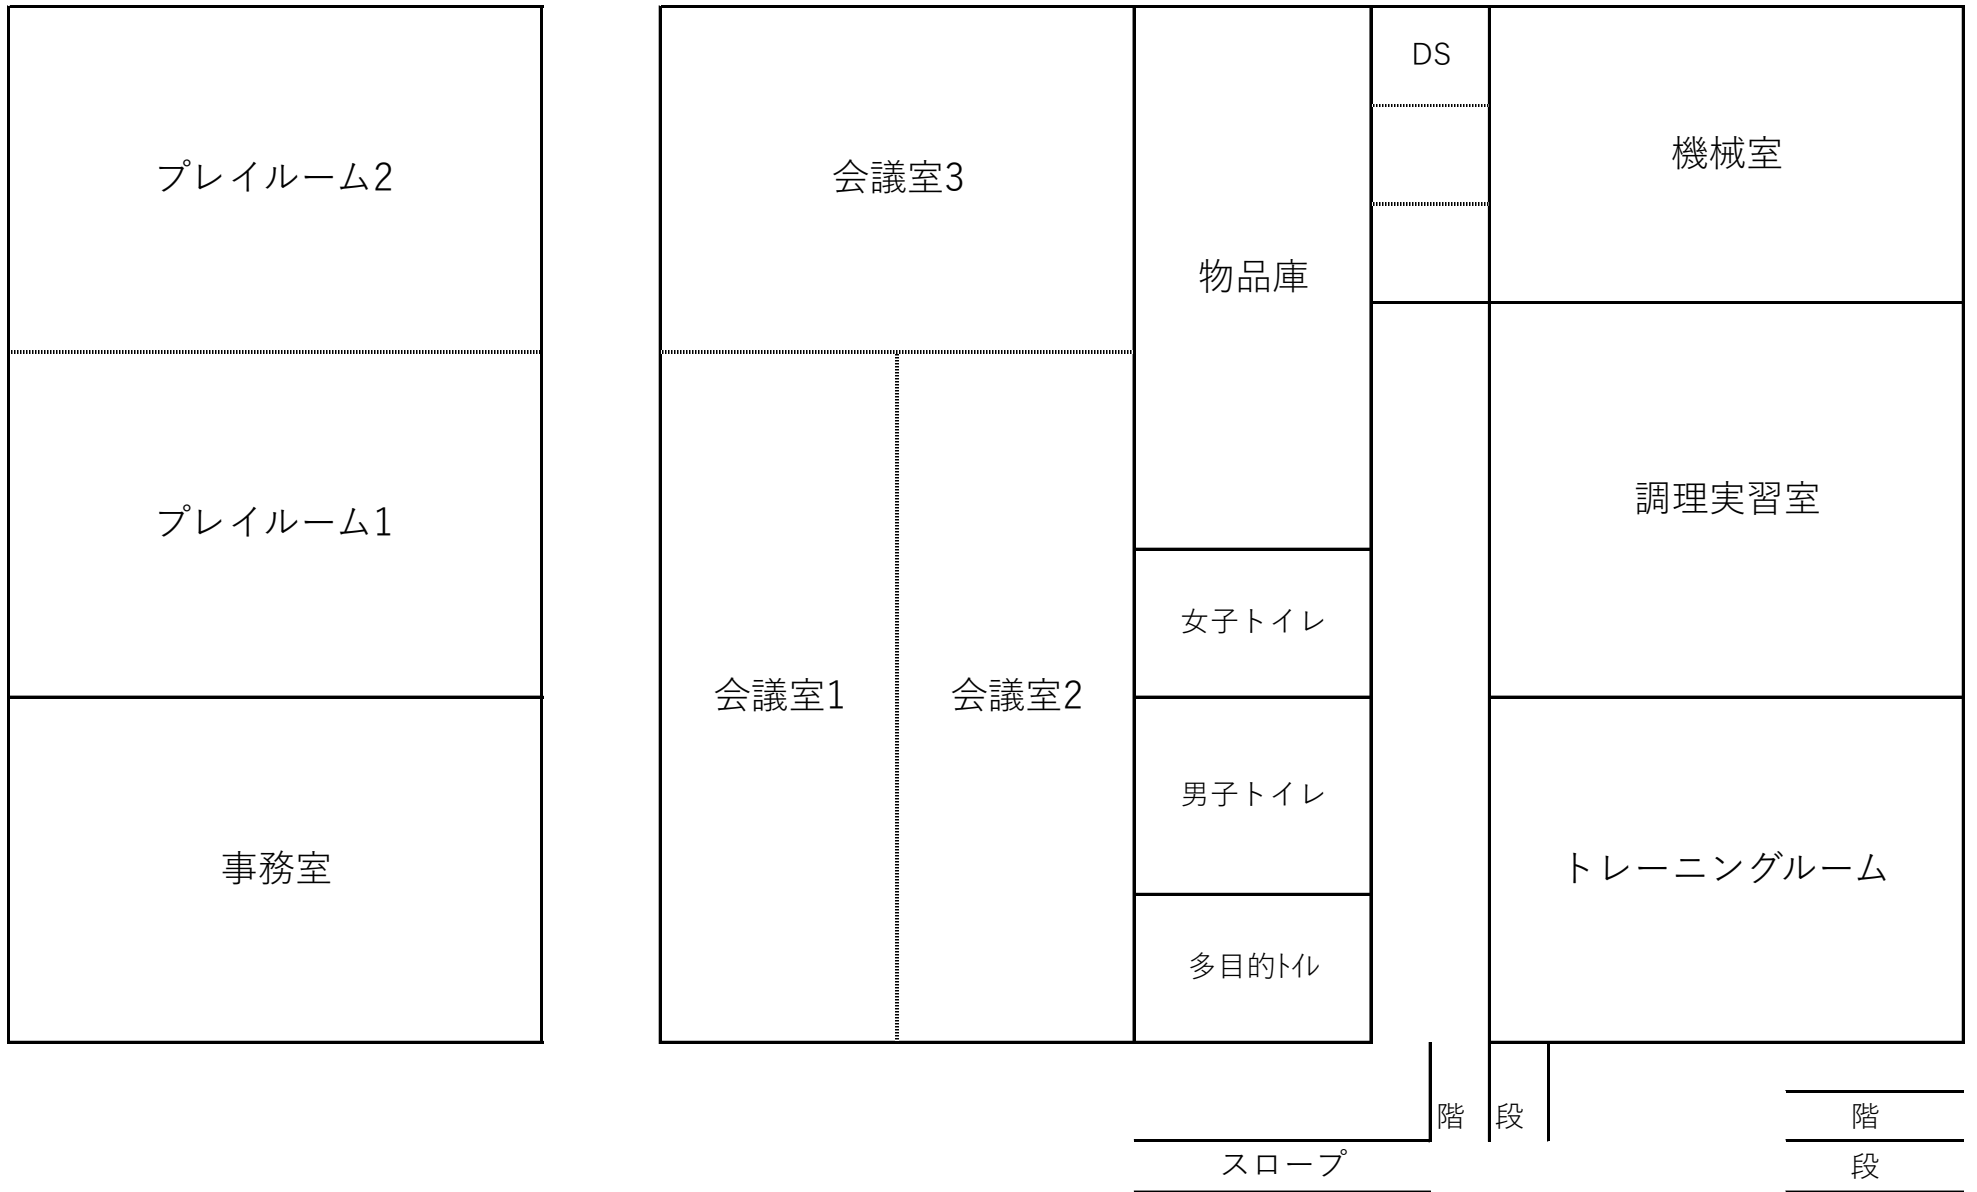 DS
機械室
プレイルーム2
会議室3
物品庫
調理実習室
プレイルーム1
女子トイレ
会議室1
会議室2
男子トイレ
事務室
トレーニングルーム
多目的ﾄｲﾚ
階
段
階
スロープ
段